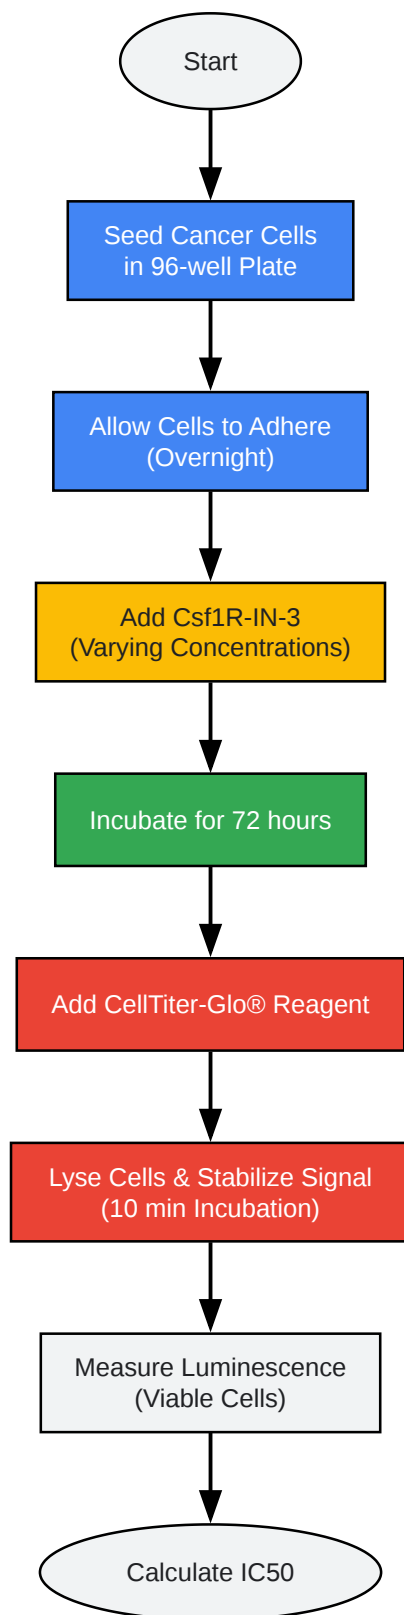 Start
Seed Cancer Cells
in 96-well Plate
Allow Cells to Adhere
(Overnight)
Add Csf1R-IN-3
(Varying Concentrations)
Incubate for 72 hours
Add CellTiter-Glo® Reagent
Lyse Cells & Stabilize Signal
(10 min Incubation)
Measure Luminescence
(Viable Cells)
Calculate IC50